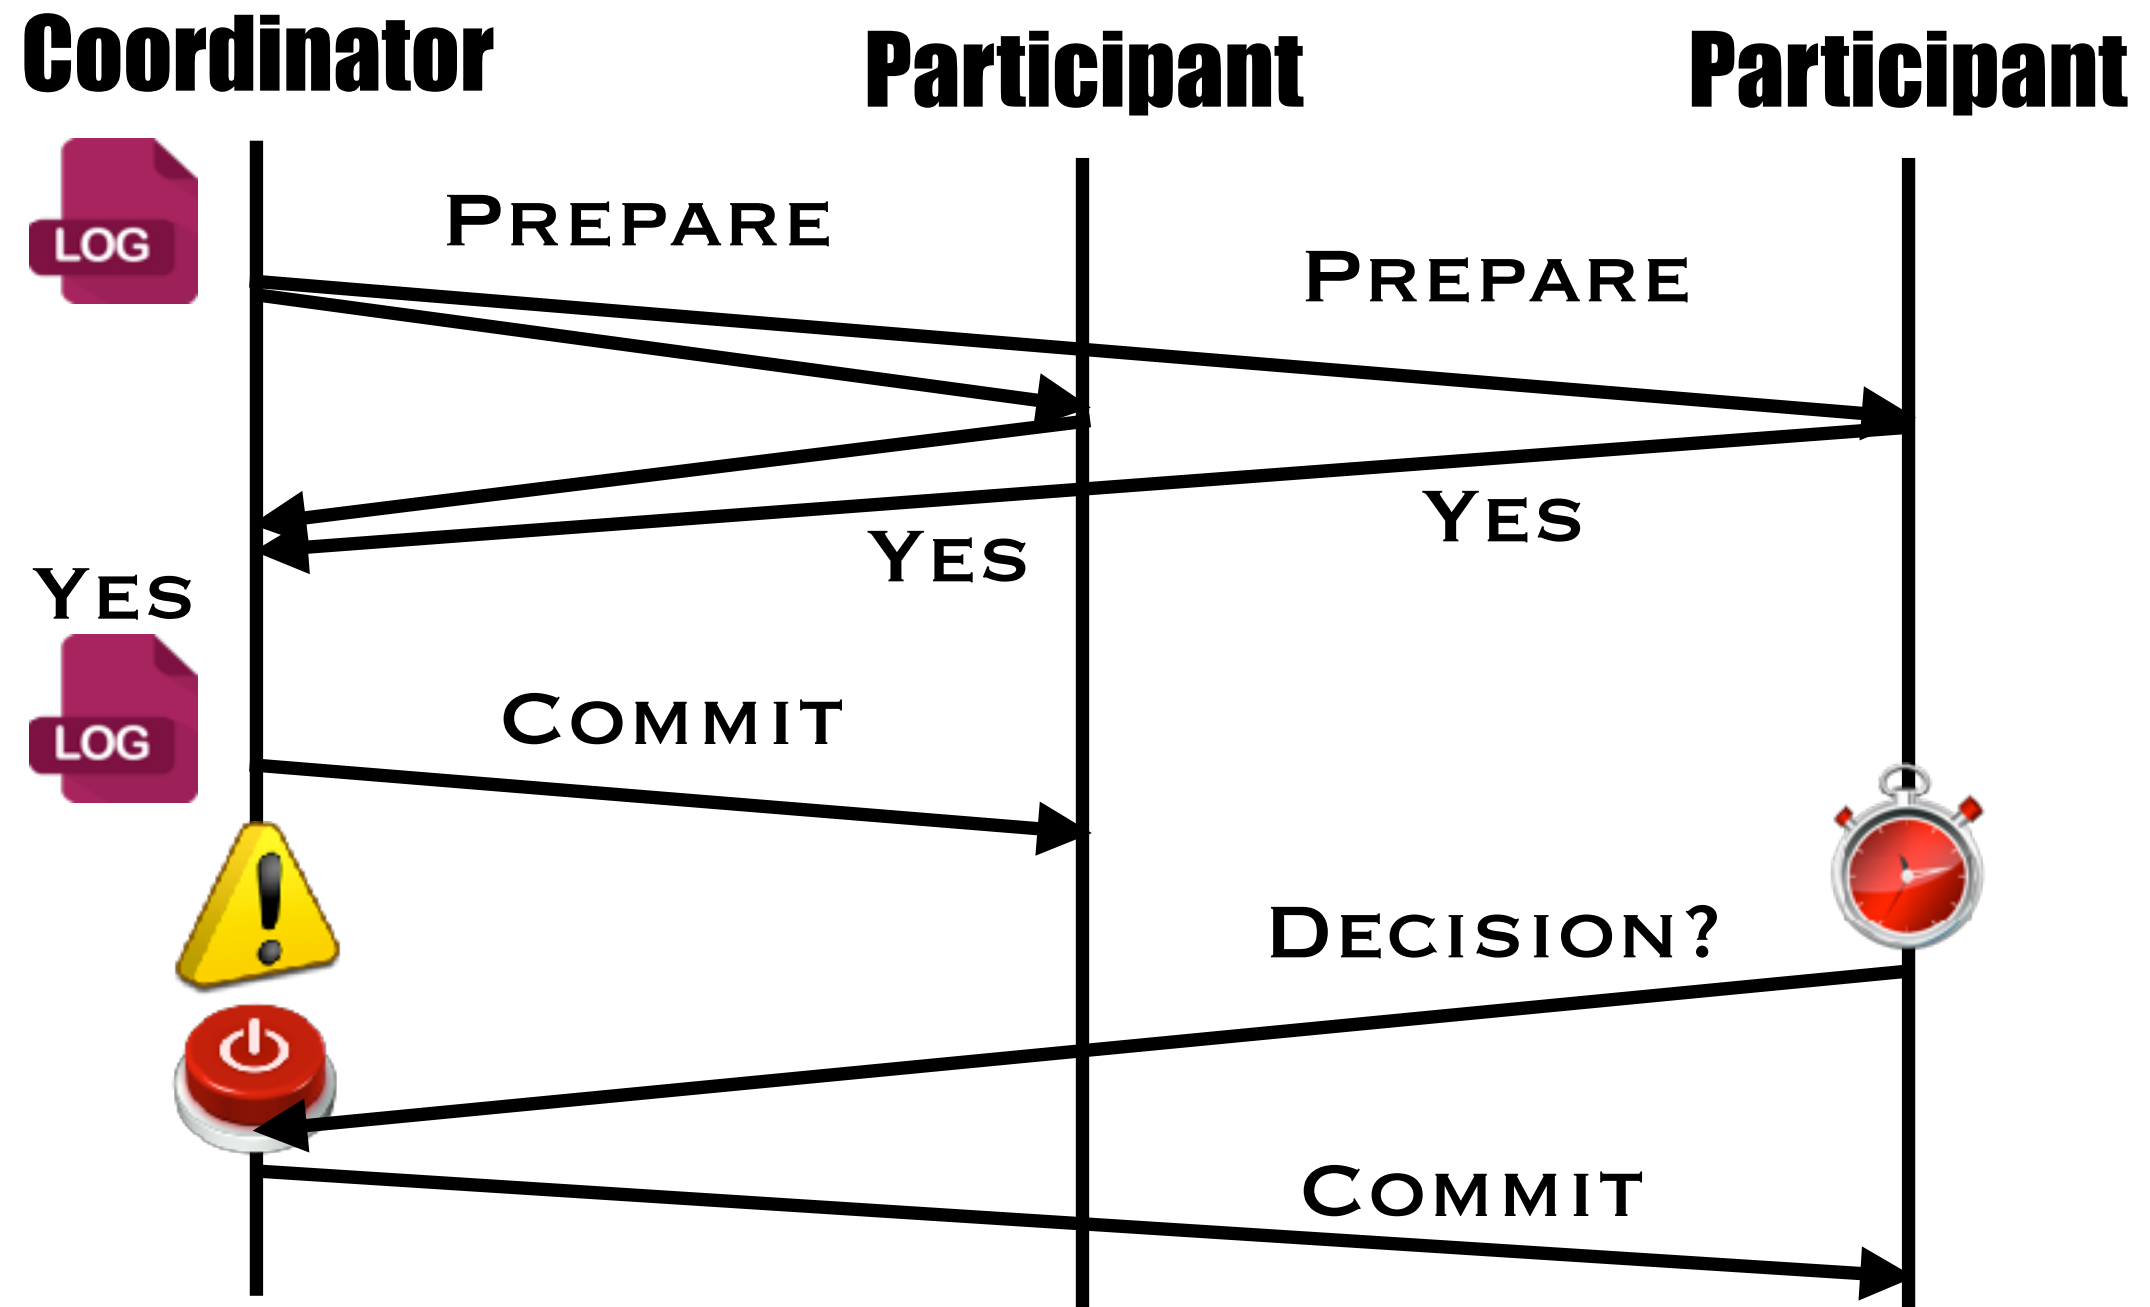 Coordinator
Participant
Participant
LOG
PREPARE
PREPARE
YES
YES
YES
LOG
COMMIT
DECISION?
COMMIT